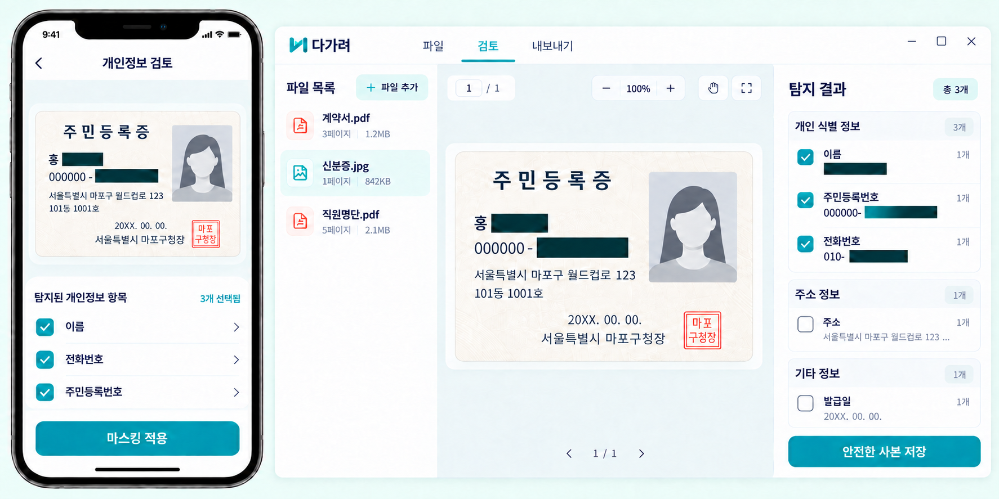 9:41
개인정보 검토
주민등록증
홍
000000 -
서울특별시 마포구 월드컵로 123
101동 1001호
20XX. 00. 00.
서울특별시 마포구청장
마포
구청장
탐지된 개인정보 항목
3개 선택됨
이름
전화번호
주민등록번호
마스킹 적용
다가려
파일
검토
내보내기
파일 목록
+ 파일 추가
계약서.pdf
3페이지 | 1.2MB
신분증.jpg
1페이지 | 842KB
직원명단.pdf
5페이지 | 2.1MB
1 / 1
100%
주민등록증
홍
000000 -
서울특별시 마포구 월드컵로 123
101동 1001호
20XX. 00. 00.
서울특별시 마포구청장
마포
구청장
1 / 1
탐지 결과
총 3개
개인 식별 정보
3개
이름
1개
주민등록번호
1개
000000-
전화번호
1개
010-
주소 정보
1개
주소
1개
서울특별시 마포구 월드컵로 123 ...
기타 정보
1개
발급일
1개
20XX. 00. 00.
안전한 사본 저장